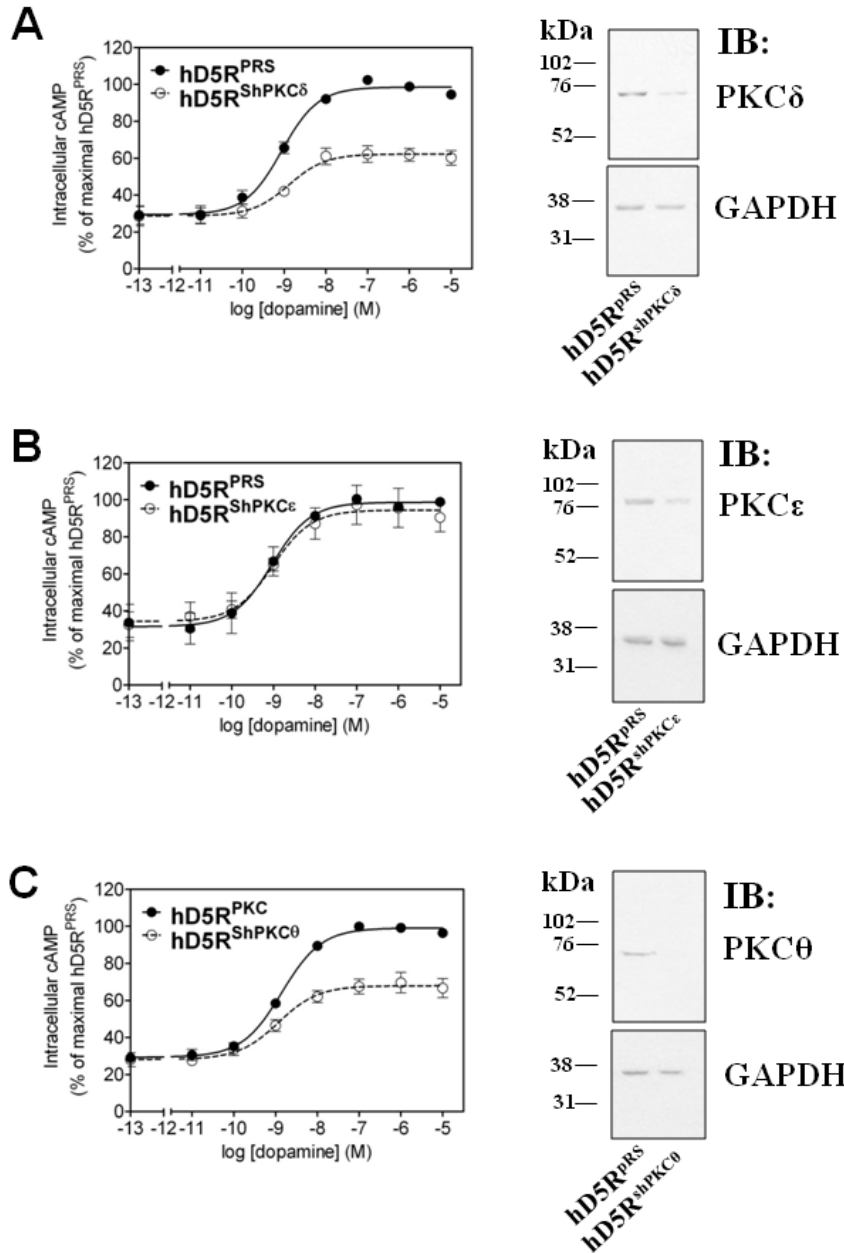 A
Intracellular cAMP
(% of maximal hD5R^PRS)
120
100
80
60
40
20
0
hD5R^PRS
hD5R^ShPKCδ
-13 -12 -11 -10 -9 -8 -7 -6 -5
log [dopamine] (M)
kDa
102
76
52
38
31
IB:
PKCδ
GAPDH
hD5R^pRS
hD5R^shPKCδ
B
Intracellular cAMP
(% of maximal hD5R^PRS)
120
100
80
60
40
20
0
hD5R^PRS
hD5R^ShPKCε
-13 -12 -11 -10 -9 -8 -7 -6 -5
log [dopamine] (M)
kDa
102
76
52
38
31
IB:
PKCε
GAPDH
hD5R^pRS
hD5R^shPKCε
C
Intracellular cAMP
(% of maximal hD5R^PRS)
120
100
80
60
40
20
0
hD5R^PKC
hD5R^ShPKCθ
-13 -12 -11 -10 -9 -8 -7 -6 -5
log [dopamine] (M)
kDa
102
76
52
38
31
IB:
PKCθ
GAPDH
hD5R^pRS
hD5R^shPKCθ